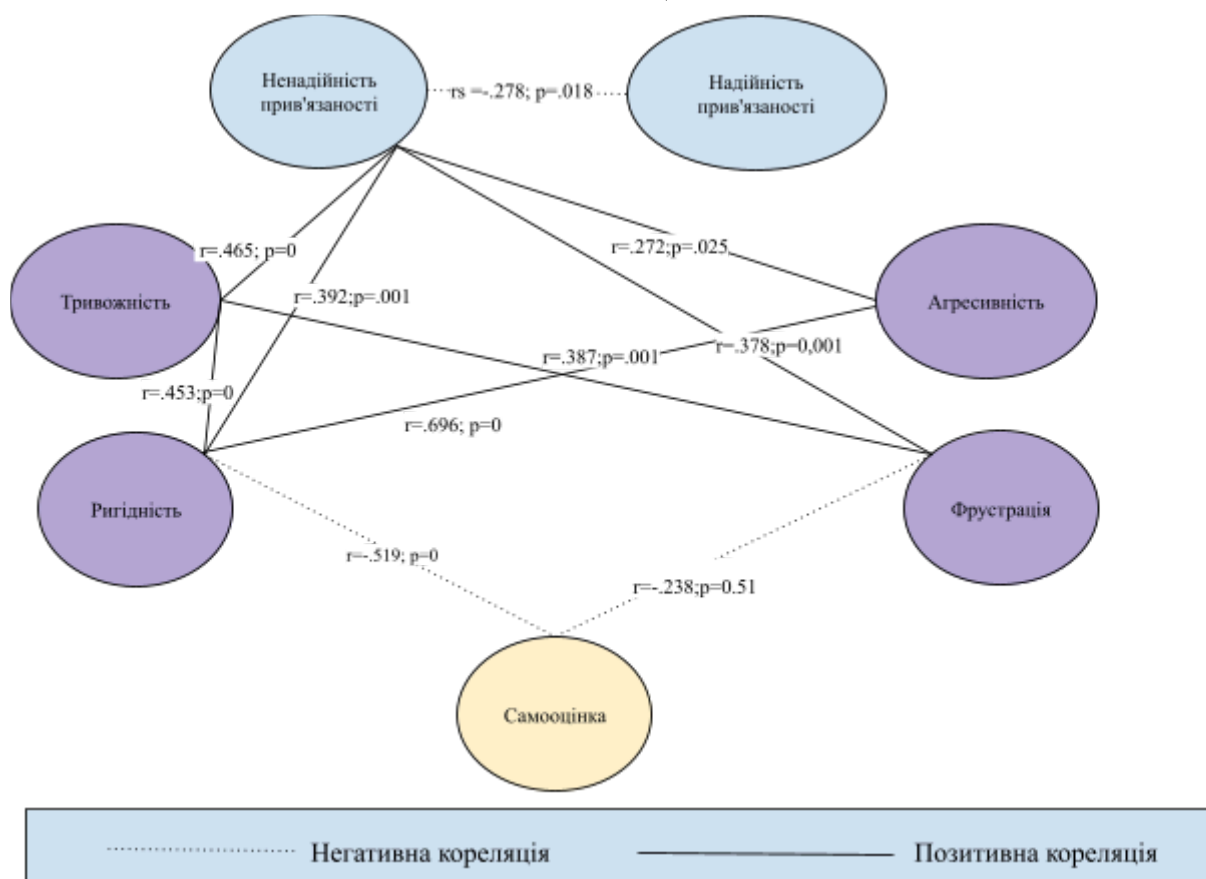 Ненадійність
прив'язаності
rs =-.278; p=.018
Надійність
прив'язаності
r=.465; p=0
r=.272;p=.025
Тривожність
r=.392;p=.001
Агресивність
r=.387;p=.001
r=.378;p=0,001
r=.453;p=0
r=.696; p=0
Ригідність
Фрустрація
r=-.519; p=0
r=-.238;p=0.51
Самооцінка
Негативна кореляція
Позитивна кореляція